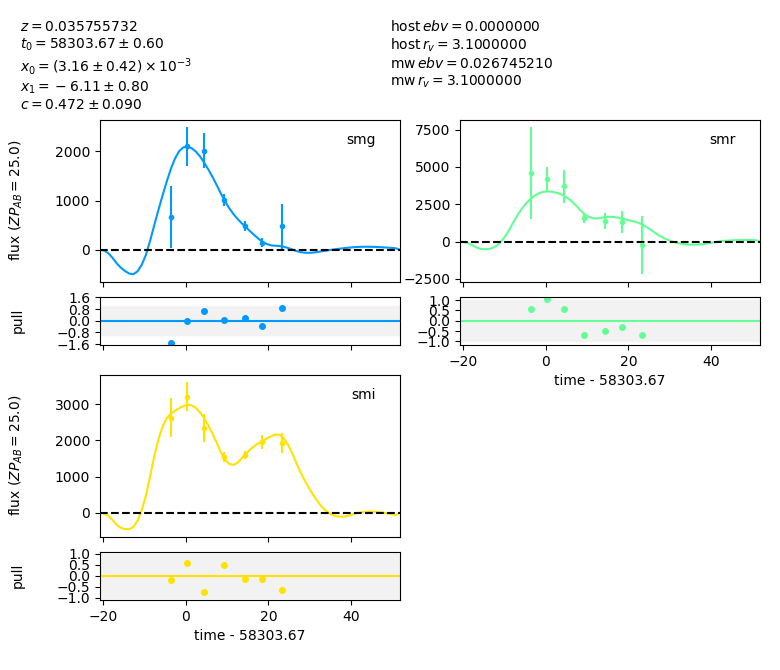 z = 0.035755732
t₀ = 58303.67 ± 0.60
x₀ = (3.16 ± 0.42) × 10⁻³
x₁ = −6.11 ± 0.80
c = 0.472 ± 0.090
host ebv = 0.0000000
host r_v = 3.1000000
mw ebv = 0.026745210
mw r_v = 3.1000000
flux (ZP_AB = 25.0)
smg
2000
1000
0
smr
7500
5000
2500
0
−2500
pull
1.6
0.8
0.0
−0.8
−1.6
1.0
0.5
0.0
−0.5
−1.0
−20
0
20
40
time - 58303.67
flux (ZP_AB = 25.0)
smi
3000
2000
1000
0
pull
1.0
0.5
0.0
−0.5
−1.0
−20
0
20
40
time - 58303.67